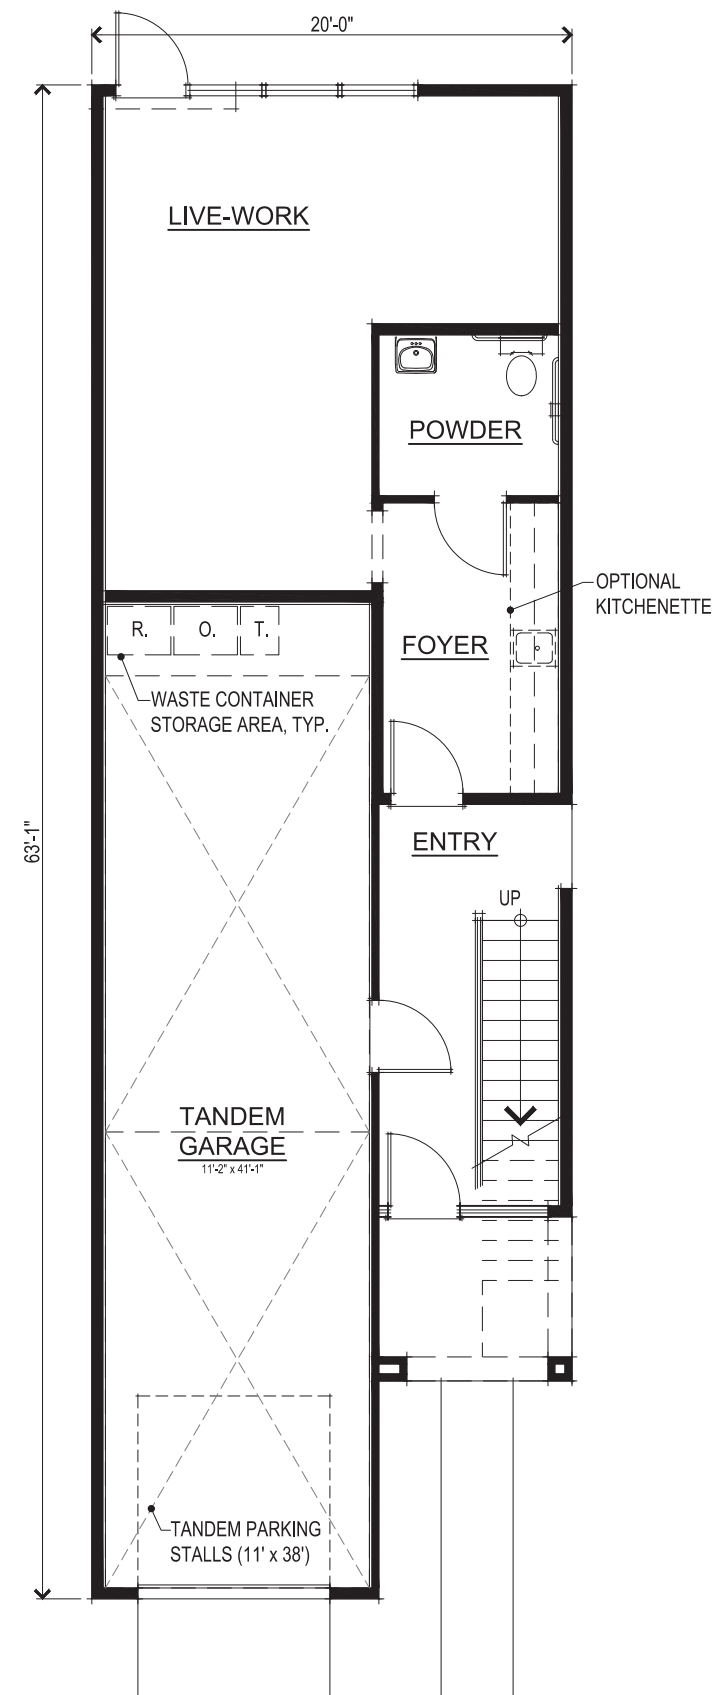 20'-0"
LIVE-WORK
POWDER
OPTIONAL
KITCHENETTE
R.
O.
T.
FOYER
WASTE CONTAINER
STORAGE AREA, TYP.
63'-1"
ENTRY
UP
TANDEM
GARAGE
11'-2" x 41'-1"
TANDEM PARKING
STALLS (11' x 38')